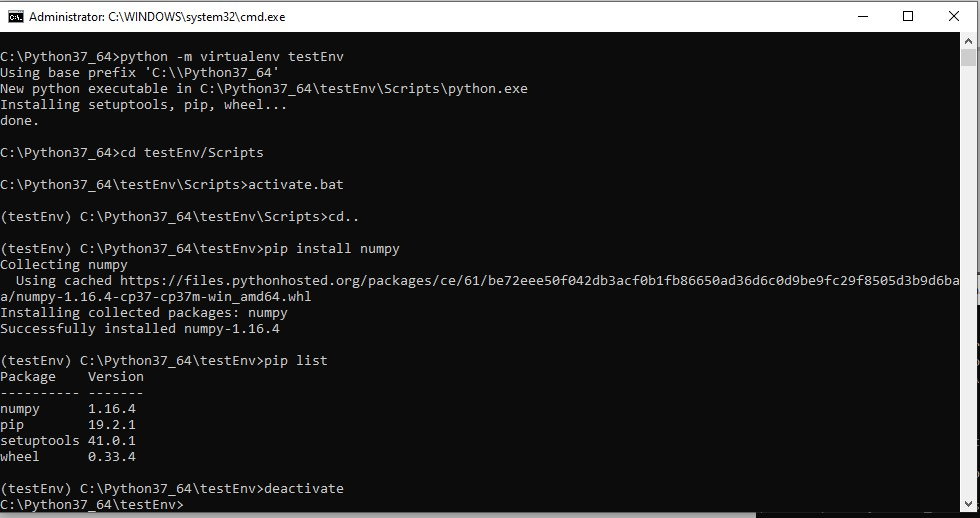 Administrator: C:\WINDOWS\system32\cmd.exe
C:\Python37_64>python -m virtualenv testEnv
Using base prefix 'C:\\Python37_64'
New python executable in C:\Python37_64\testEnv\Scripts\python.exe
Installing setuptools, pip, wheel...
done.
C:\Python37_64>cd testEnv/Scripts
C:\Python37_64\testEnv\Scripts>activate.bat
(testEnv) C:\Python37_64\testEnv\Scripts>cd..
(testEnv) C:\Python37_64\testEnv>pip install numpy
Collecting numpy
  Using cached https://files.pythonhosted.org/packages/ce/61/be72eee50f042db3acf0b1fb86650ad36d6c0d9be9fc29f8505d3b9d6ba
a/numpy-1.16.4-cp37-cp37m-win_amd64.whl
Installing collected packages: numpy
Successfully installed numpy-1.16.4
(testEnv) C:\Python37_64\testEnv>pip list
Package    Version
---------- -------
numpy      1.16.4
pip        19.2.1
setuptools 41.0.1
wheel      0.33.4
(testEnv) C:\Python37_64\testEnv>deactivate
C:\Python37_64\testEnv>